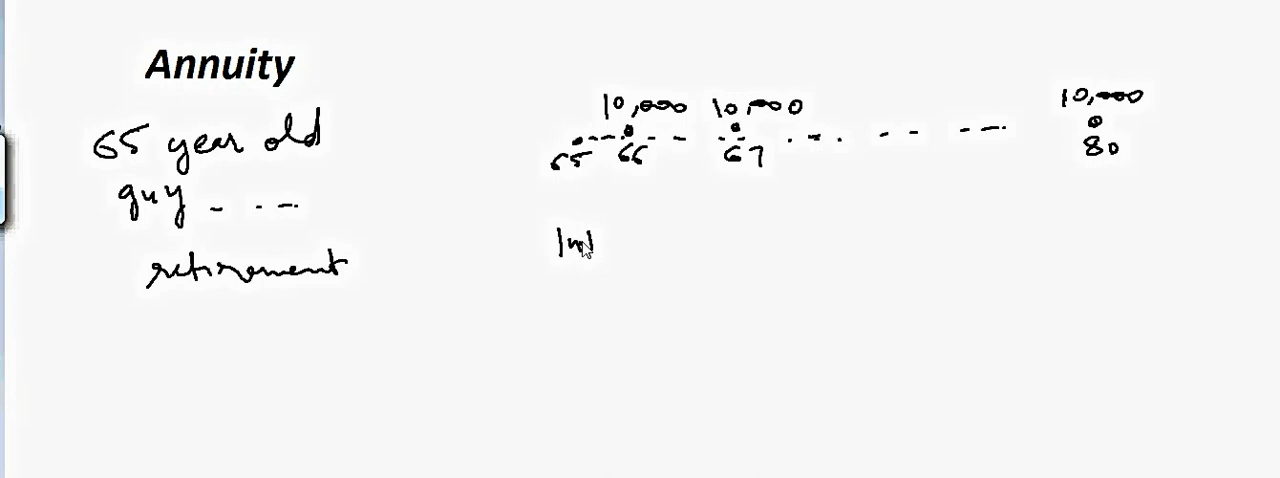 Annuity
65 year old
guy - . --
retirement
10,000 10,000 10,000
65 66 67 80